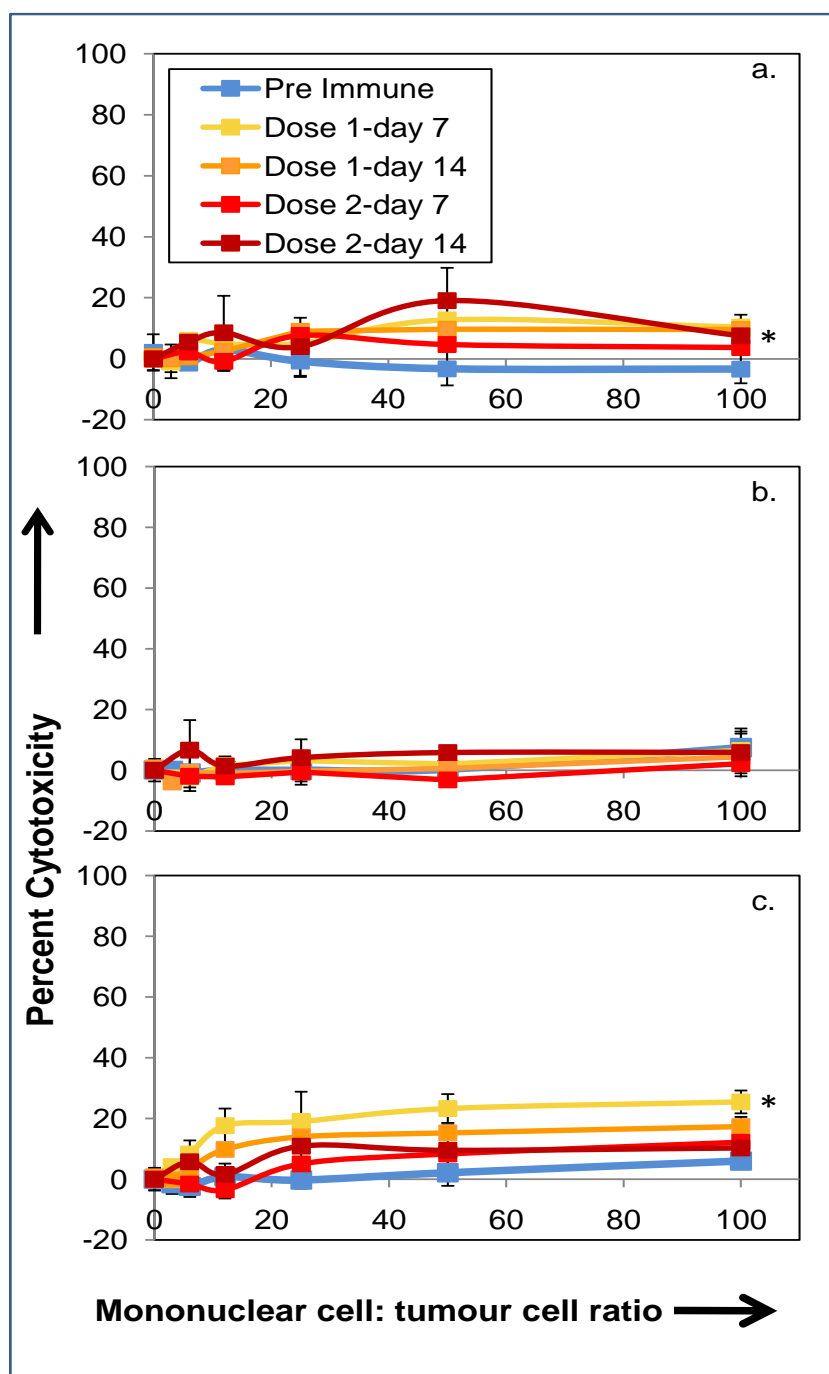 a.
100
80
60
40
20
0
-20
Pre Immune
Dose 1-day 7
Dose 1-day 14
Dose 2-day 7
Dose 2-day 14
*
0 20 40 60 80 100
b.
100
80
60
40
20
0
-20
0 20 40 60 80 100
c.
100
80
60
40
20
0
-20
*
0 20 40 60 80 100
Percent Cytotoxicity
Mononuclear cell: tumour cell ratio